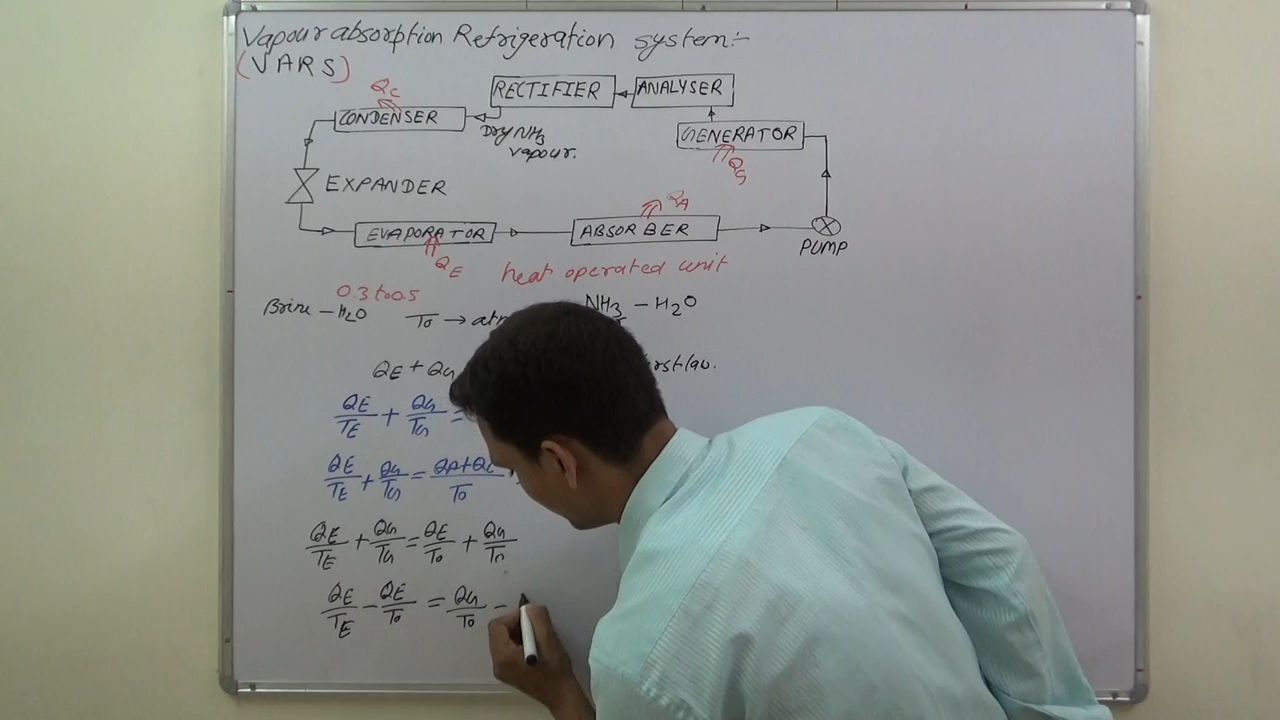 Vapour absorption Refrigeration system:-
(VARS)
RECTIFIER ANALYSER
QC
CONDENSER
Dry NH3
vapour.
GENERATOR
QG
EXPANDER
QA
EVAPORATOR ABSORBER
PUMP
QE
heat operated unit
0.3 to 0.5
Brine - H2O T0 → atm NH3 - H2O
QE + QG
QE/TE + QG/TG =
QE/TE + QG/TG = QA+QC/T0
QE/TE + QG/TG = QE/T0 + QG/T0
QE/TE - QE/T0 = QG/T0 -